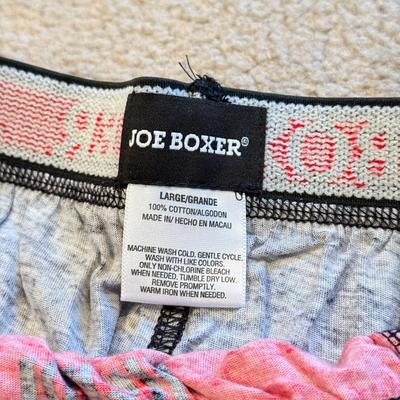 JOE BOXER®
LARGE/GRANDE
100% COTTON/ALGODON
MADE IN/ HECHO EN MACAU
MACHINE WASH COLD. GENTLE CYCLE.
WASH WITH LIKE COLORS.
ONLY NON-CHLORINE BLEACH
WHEN NEEDED. TUMBLE DRY LOW.
REMOVE PROMPTLY.
WARM IRON WHEN NEEDED.